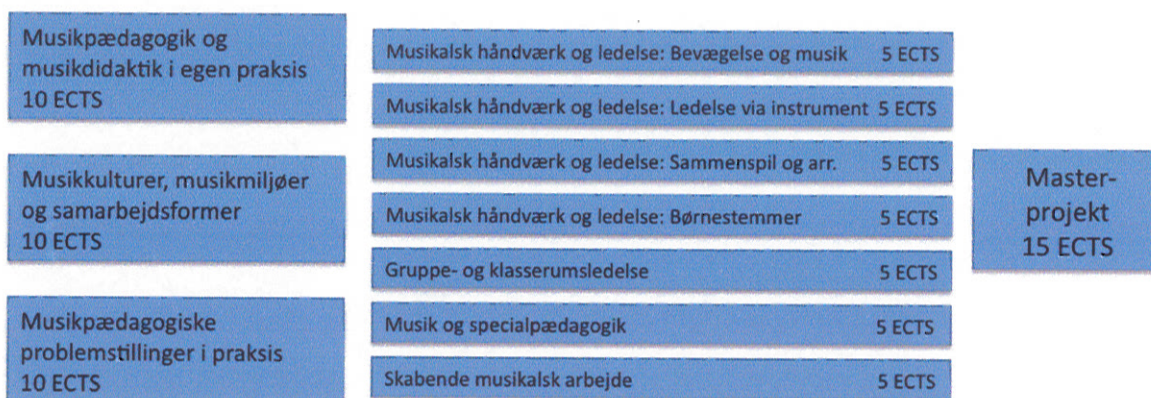 Musikpædagogik og
musikdidaktik i egen praksis
10 ECTS
Musikkulturer, musikmiljøer
og samarbejdsformer
10 ECTS
Musikpædagogiske
problemstillinger i praksis
10 ECTS
Musikalsk håndværk og ledelse: Bevægelse og musik 5 ECTS
Musikalsk håndværk og ledelse: Ledelse via instrument 5 ECTS
Musikalsk håndværk og ledelse: Sammenspil og arr. 5 ECTS
Musikalsk håndværk og ledelse: Børnestemmer 5 ECTS
Gruppe- og klasserumsledelse 5 ECTS
Musik og specialpædagogik 5 ECTS
Skabende musikalsk arbejde 5 ECTS
Master-
projekt
15 ECTS